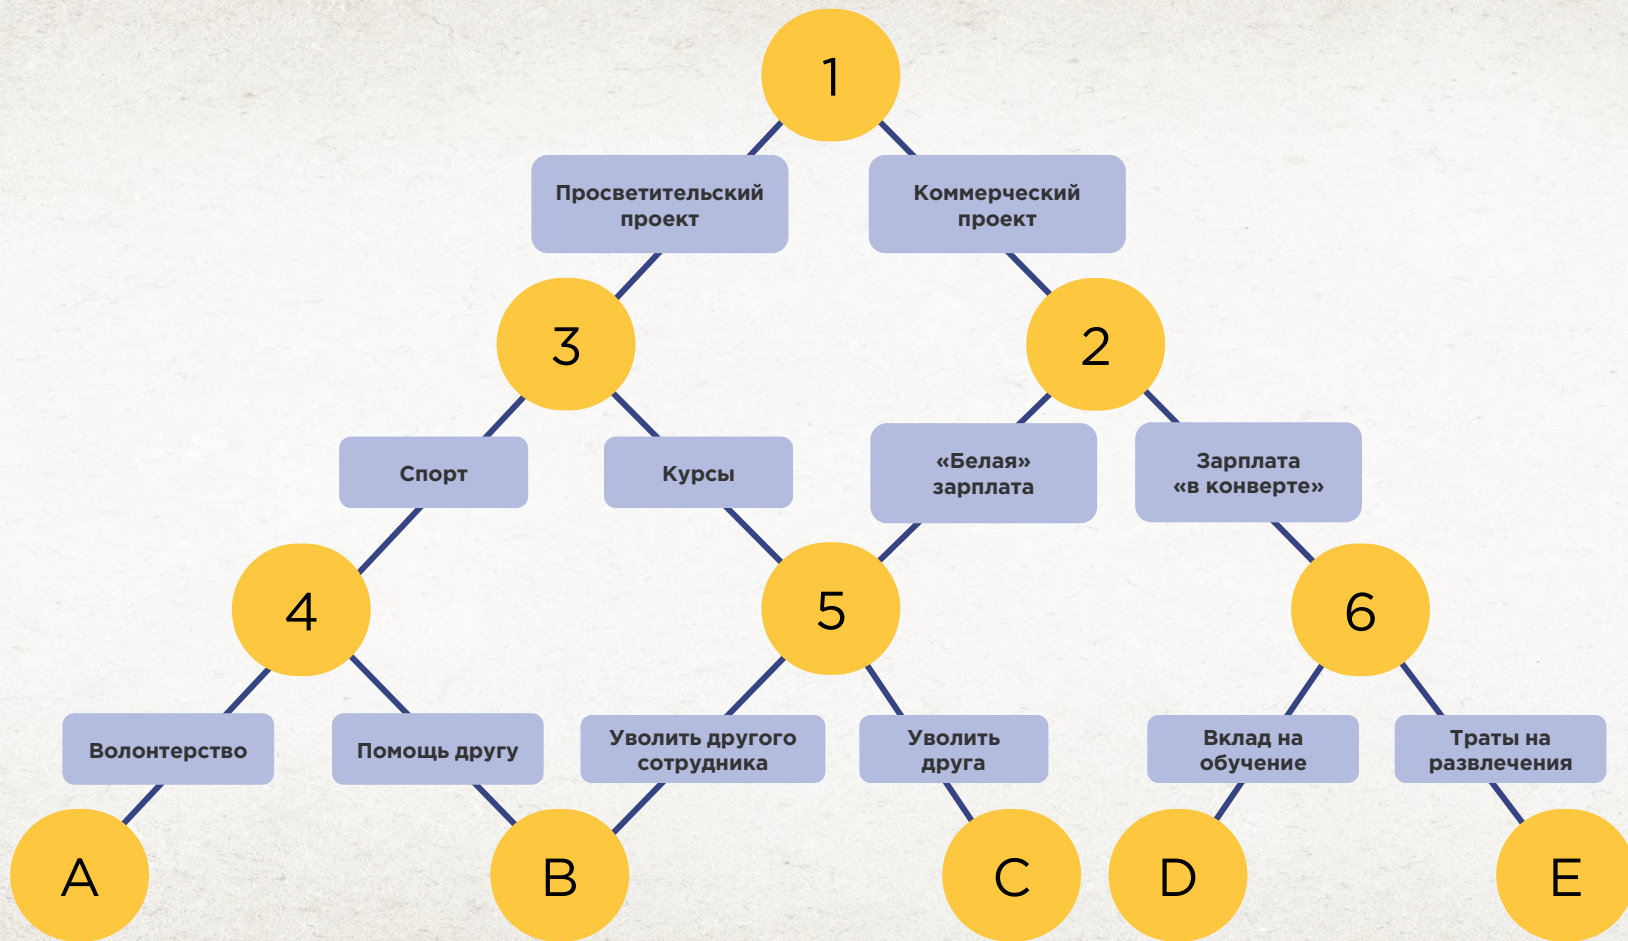 1
Просветительский
проект
Коммерческий
проект
3
2
Спорт
Курсы
«Белая»
зарплата
Зарплата
«в конверте»
4
5
6
Волонтерство
Помощь другу
Уволить другого
сотрудника
Уволить
друга
Вклад на
обучение
Траты на
развлечения
A
B
C
D
E